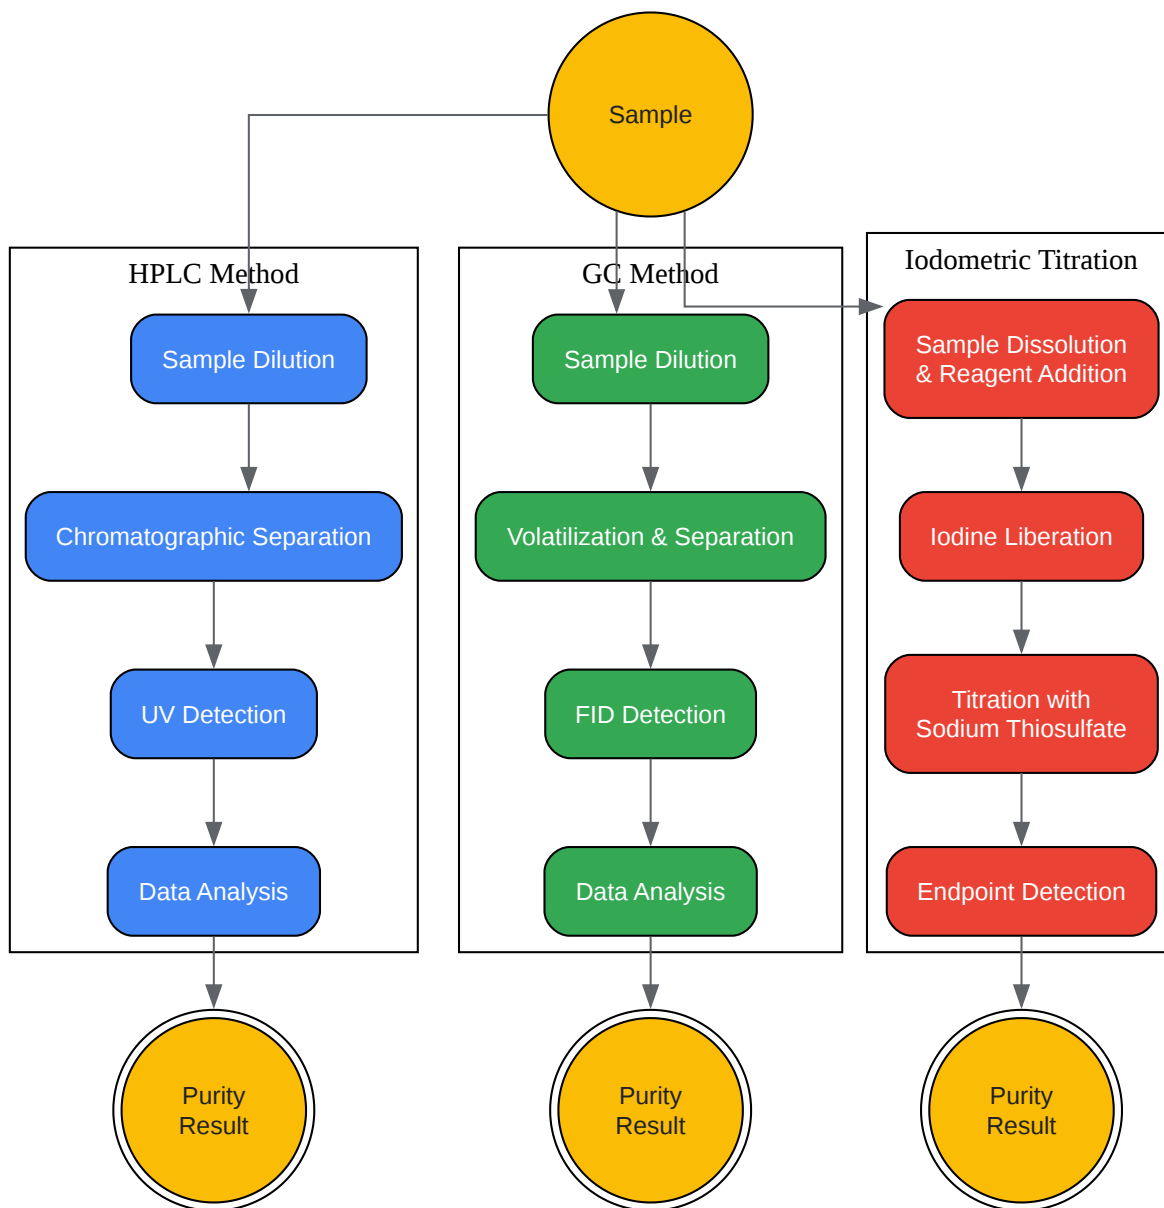 Sample
HPLC Method
Sample Dilution
Chromatographic Separation
UV Detection
Data Analysis
Purity
Result
GC Method
Sample Dilution
Volatilization & Separation
FID Detection
Data Analysis
Purity
Result
Iodometric Titration
Sample Dissolution
& Reagent Addition
Iodine Liberation
Titration with
Sodium Thiosulfate
Endpoint Detection
Purity
Result